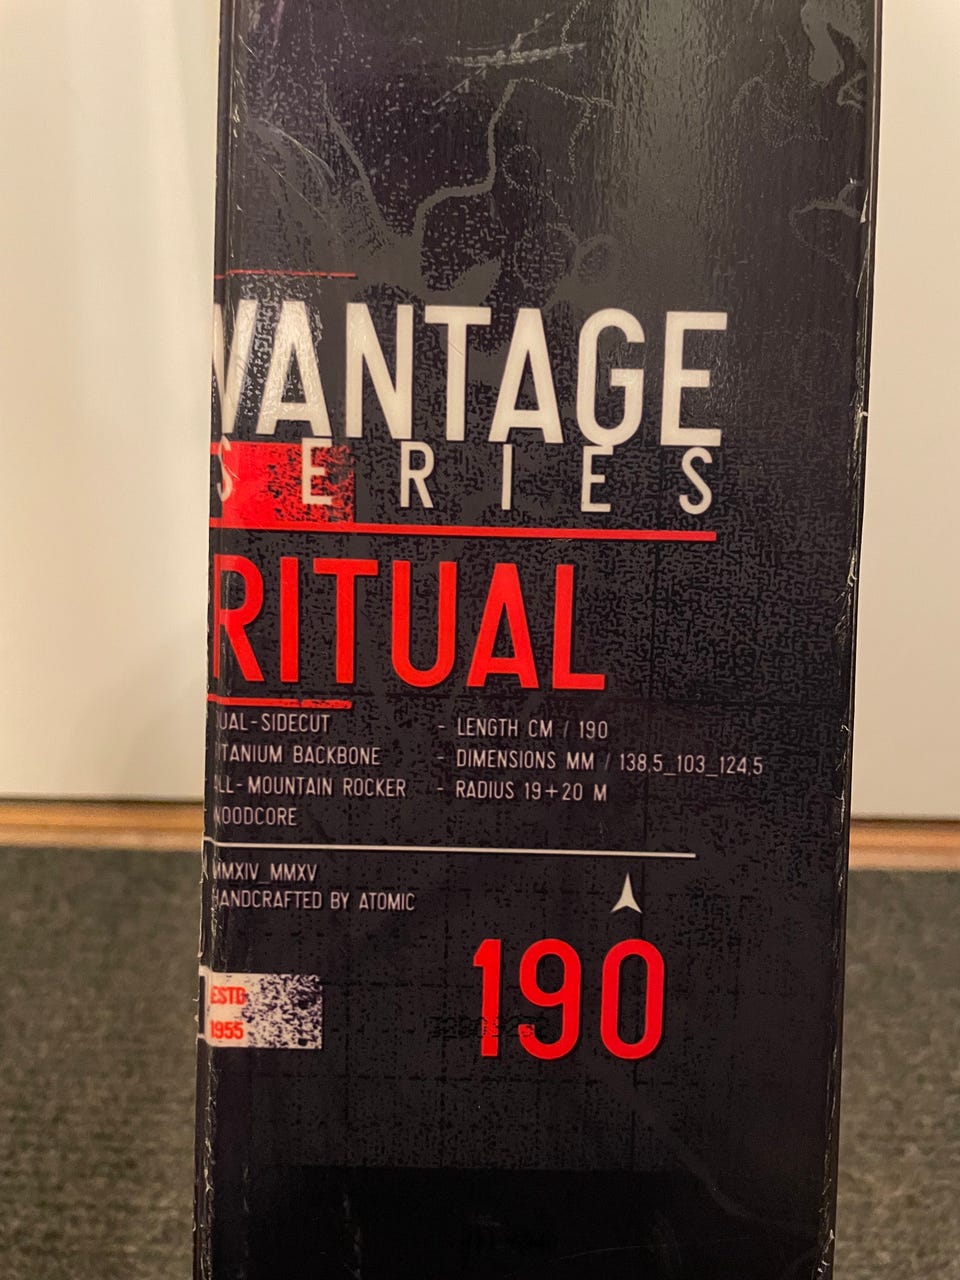 VANTAGE
SERIES
RITUAL
UAL-SIDECUT
TANIUM BACKBONE
LL-MOUNTAIN ROCKER
WOODCORE
- LENGTH CM / 190
- DIMENSIONS MM / 138,5_103_124,5
- RADIUS 19+20 M
MMXIV_MMXV
HANDCRAFTED BY ATOMIC
ESTD
1955
190